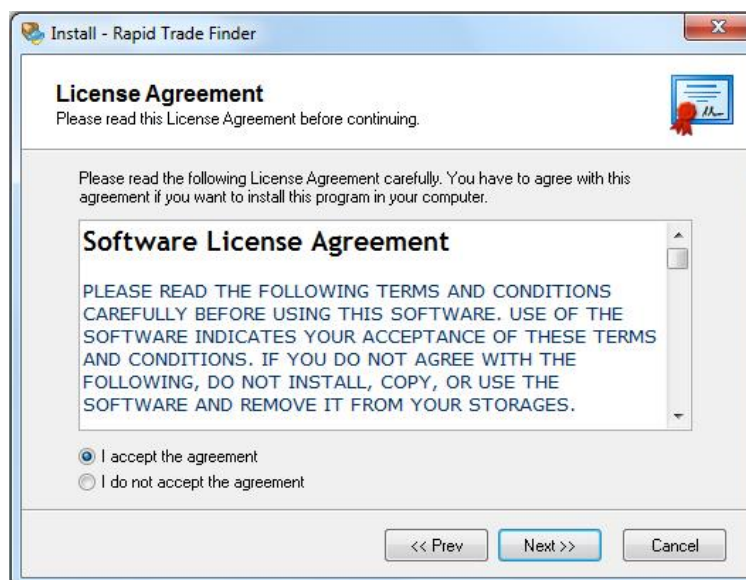 Install - Rapid Trade Finder
License Agreement
Please read this License Agreement before continuing.
Please read the following License Agreement carefully. You have to agree with this
agreement if you want to install this program in your computer.
Software License Agreement
PLEASE READ THE FOLLOWING TERMS AND CONDITIONS
CAREFULLY BEFORE USING THIS SOFTWARE. USE OF THE
SOFTWARE INDICATES YOUR ACCEPTANCE OF THESE TERMS
AND CONDITIONS. IF YOU DO NOT AGREE WITH THE
FOLLOWING, DO NOT INSTALL, COPY, OR USE THE
SOFTWARE AND REMOVE IT FROM YOUR STORAGES.
I accept the agreement
I do not accept the agreement
<< Prev Next >> Cancel